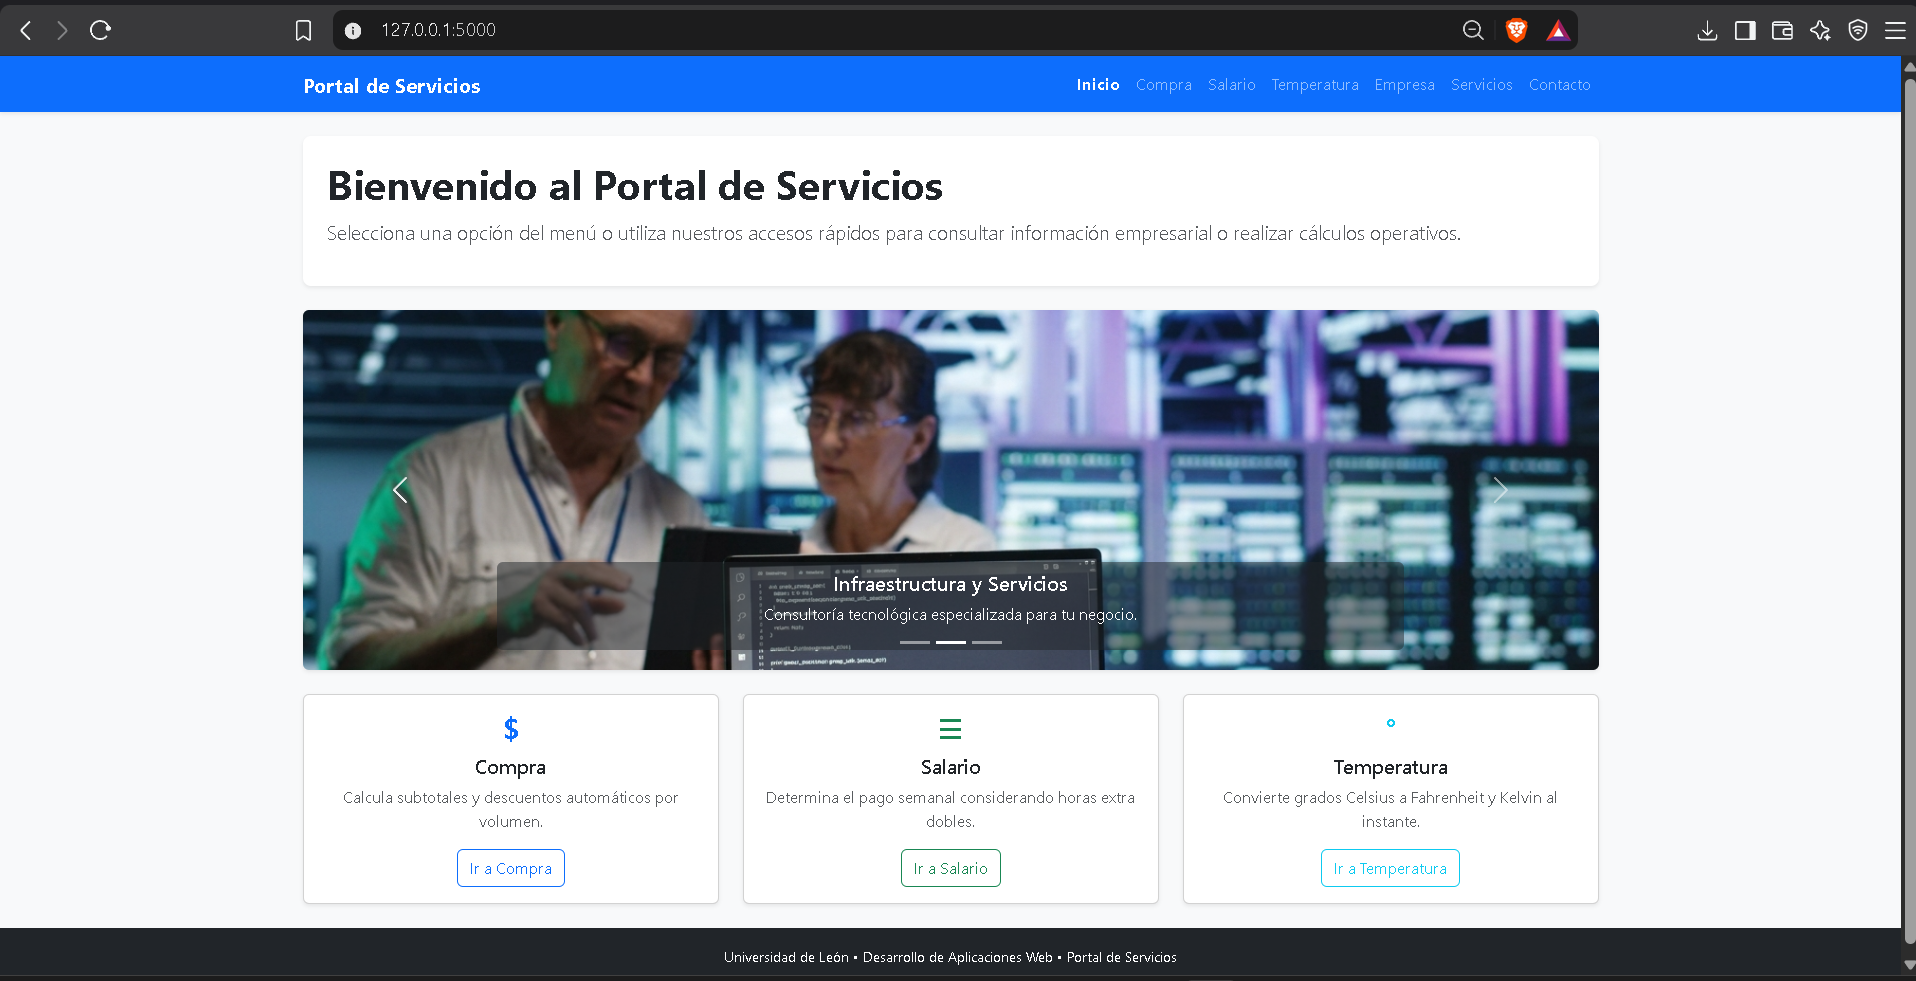 127.0.0.1:5000
Portal de Servicios
Inicio Compra Salario Temperatura Empresa Servicios Contacto
Bienvenido al Portal de Servicios
Selecciona una opción del menú o utiliza nuestros accesos rápidos para consultar información empresarial o realizar cálculos operativos.
Infraestructura y Servicios
Consultoría tecnológica especializada para tu negocio.
$
Compra
Calcula subtotales y descuentos automáticos por
volumen.
Ir a Compra
Salario
Determina el pago semanal considerando horas extra
dobles.
Ir a Salario
°
Temperatura
Convierte grados Celsius a Fahrenheit y Kelvin al
instante.
Ir a Temperatura
Universidad de León • Desarrollo de Aplicaciones Web • Portal de Servicios